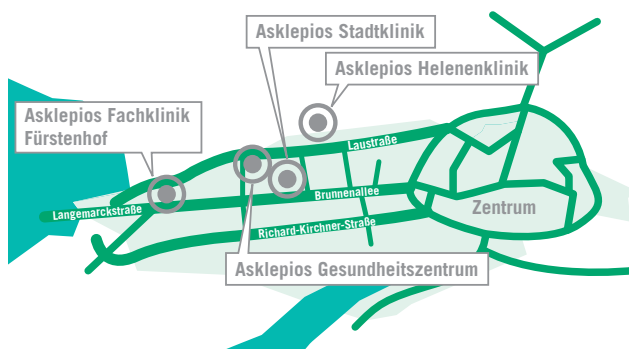 Asklepios Stadtklinik
Asklepios Helenenklinik
Asklepios Fachklinik
Fürstenhof
Laustraße
Brunnenallee
Langemarckstraße
Zentrum
Richard-Kirchner-Straße
Asklepios Gesundheitszentrum